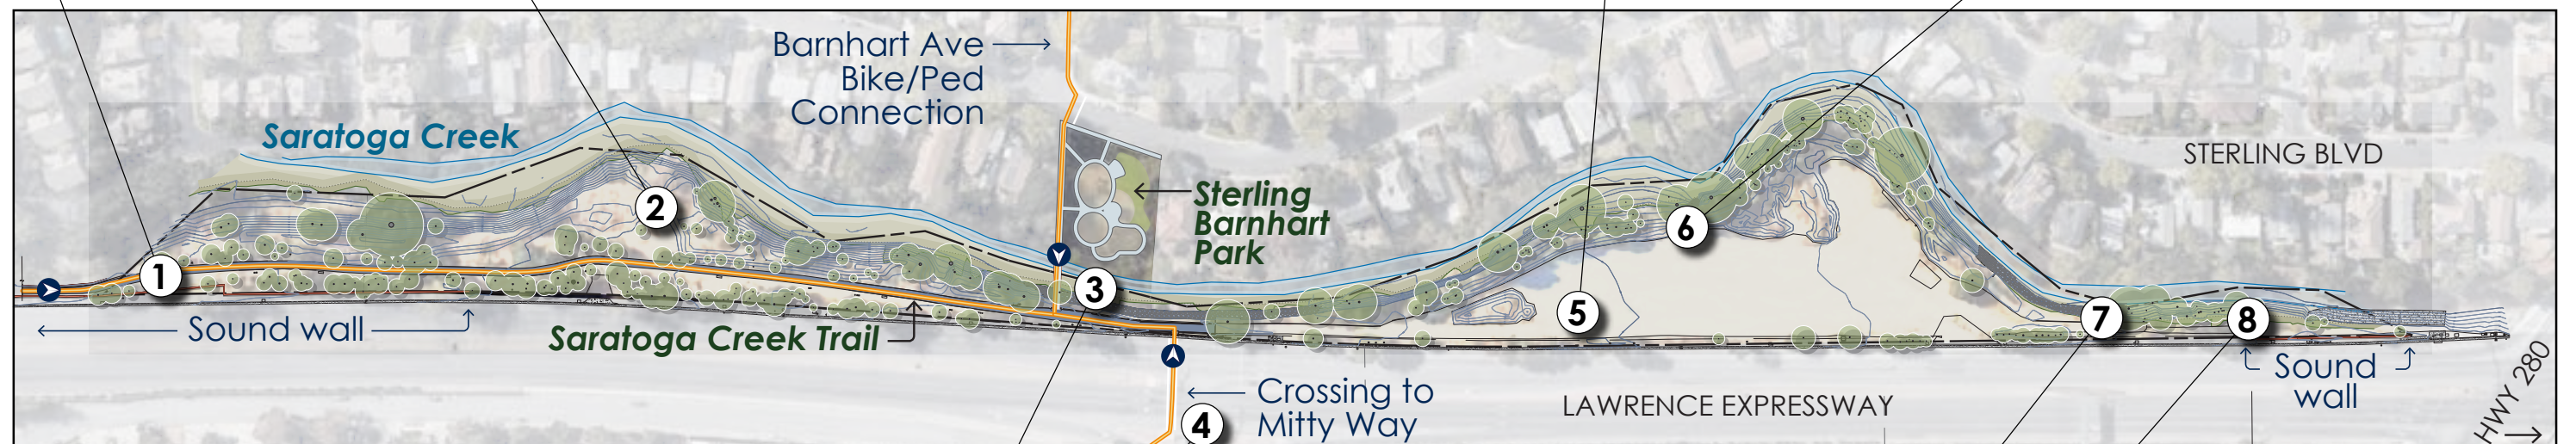 Barnhart Ave
Bike/Ped
Connection
Saratoga Creek
STERLING BLVD
Sterling
Barnhart
Park
1
2
3
4
5
6
7
8
Sound wall
Saratoga Creek Trail
Crossing to
Mitty Way
LAWRENCE EXPRESSWAY
Sound
wall
HWY 280